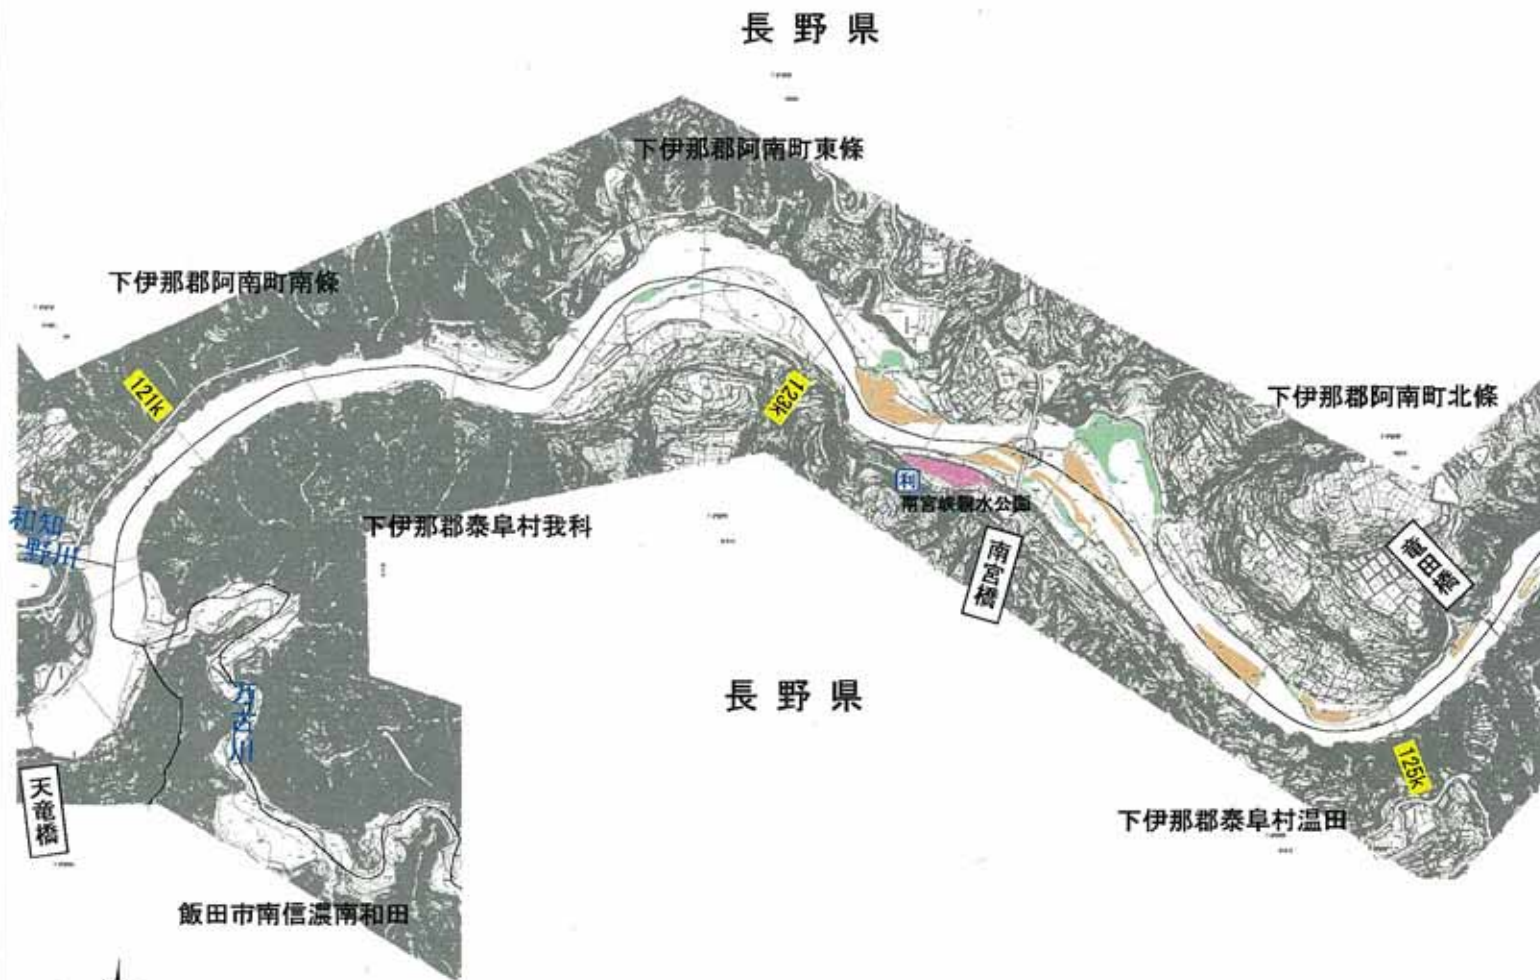 長野県
下伊那郡阿南町東條
下伊那郡阿南町南條
121k
123k
下伊那郡阿南町北條
利
南宮峡親水公園
和知
野川
下伊那郡泰阜村我科
南宮橋
竜田橋
万古川
長野県
125k
天竜橋
下伊那郡泰阜村温田
飯田市南信濃南和田